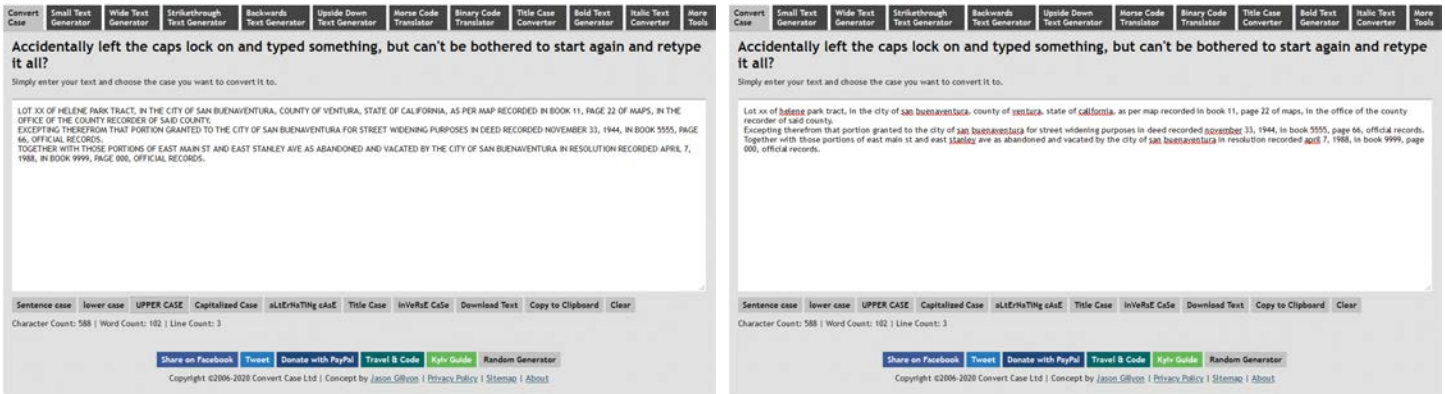 Convert Case
Small Text Generator
Wide Text Generator
Strikethrough Text Generator
Backwards Text Generator
Upside Down Text Generator
Morse Code Translator
Binary Code Translator
Title Case Converter
Bold Text Generator
Italic Text Converter
More Tools
Accidentally left the caps lock on and typed something, but can't be bothered to start again and retype
it all?
Simply enter your text and choose the case you want to convert it to.
LOT XX OF HELENE PARK TRACT, IN THE CITY OF SAN BUENAVENTURA, COUNTY OF VENTURA, STATE OF CALIFORNIA, AS PER MAP RECORDED IN BOOK 11, PAGE 22 OF MAPS, IN THE
OFFICE OF THE COUNTY RECORDER OF SAID COUNTY.
EXCEPTING THEREFROM THAT PORTION GRANTED TO THE CITY OF SAN BUENAVENTURA FOR STREET WIDENING PURPOSES IN DEED RECORDED NOVEMBER 33, 1944, IN BOOK 5555, PAGE
66, OFFICIAL RECORDS.
TOGETHER WITH THOSE PORTIONS OF EAST MAIN ST AND EAST STANLEY AVE AS ABANDONED AND VACATED BY THE CITY OF SAN BUENAVENTURA IN RESOLUTION RECORDED APRIL 7,
1988, IN BOOK 9999, PAGE 000, OFFICIAL RECORDS.
Sentence case lower case UPPER CASE Capitalized Case aLtErNaTiNg cAsE Title Case InVeRsE CaSe Download Text Copy to Clipboard Clear
Character Count: 588 | Word Count: 102 | Line Count: 3
Share on Facebook Tweet Donate with PayPal Travel & Code Kyiv Guide Random Generator
Copyright ©2006-2020 Convert Case Ltd | Concept by Jason Gillyon | Privacy Policy | Sitemap | About
Convert Case
Small Text Generator
Wide Text Generator
Strikethrough Text Generator
Backwards Text Generator
Upside Down Text Generator
Morse Code Translator
Binary Code Translator
Title Case Converter
Bold Text Generator
Italic Text Converter
More Tools
Accidentally left the caps lock on and typed something, but can't be bothered to start again and retype
it all?
Simply enter your text and choose the case you want to convert it to.
Lot xx of helene park tract, in the city of san buenaventura, county of ventura, state of california, as per map recorded in book 11, page 22 of maps, in the office of the county
recorder of said county.
Excepting therefrom that portion granted to the city of san buenaventura for street widening purposes in deed recorded november 33, 1944, in book 5555, page 66, official records.
Together with those portions of east main st and east stanley ave as abandoned and vacated by the city of san buenaventura in resolution recorded april 7, 1988, in book 9999, page
000, official records.
Sentence case lower case UPPER CASE Capitalized Case aLtErNaTiNg cAsE Title Case InVeRsE CaSe Download Text Copy to Clipboard Clear
Character Count: 588 | Word Count: 102 | Line Count: 3
Share on Facebook Tweet Donate with PayPal Travel & Code Kyiv Guide Random Generator
Copyright ©2006-2020 Convert Case Ltd | Concept by Jason Gillyon | Privacy Policy | Sitemap | About